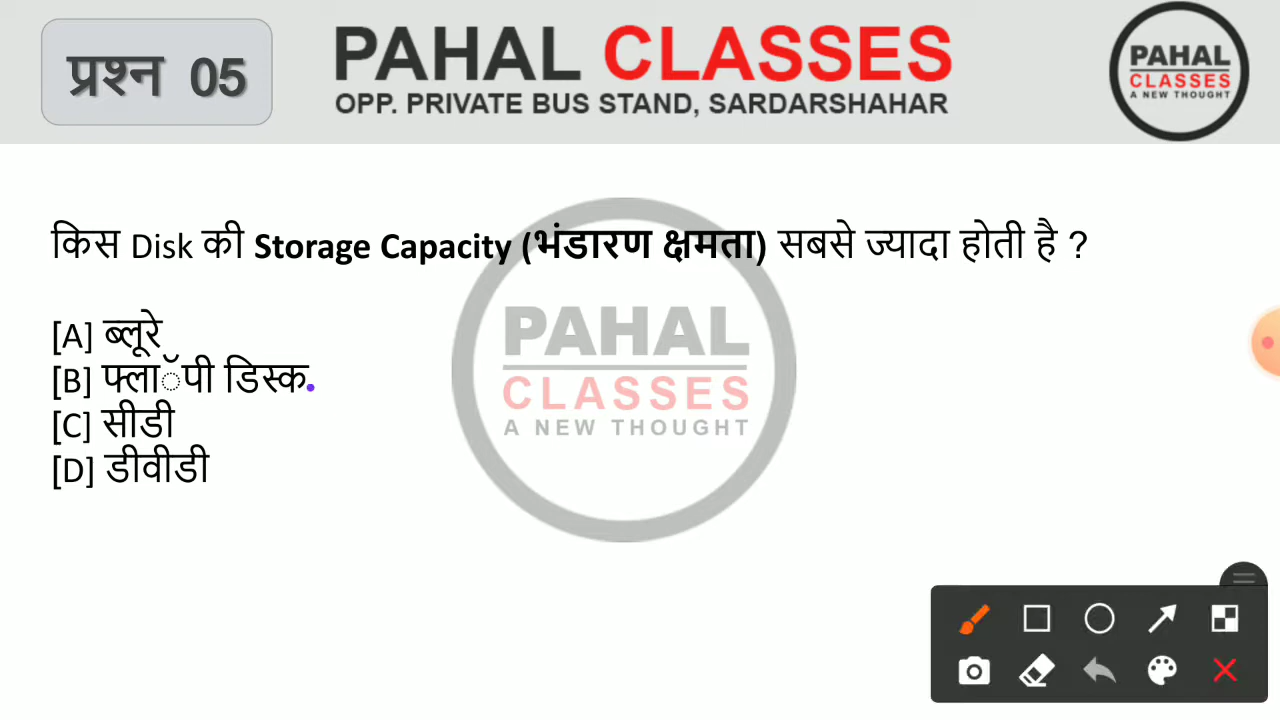 प्रश्न 05
PAHAL CLASSES
OPP. PRIVATE BUS STAND, SARDARSHAHAR
PAHAL
CLASSES
A NEW THOUGHT
किस Disk की Storage Capacity (भंडारण क्षमता) सबसे ज्यादा होती है ?
[A] ब्लूरे
[B] फ्लाॅपी डिस्क
[C] सीडी
[D] डीवीडी
PAHAL
CLASSES
A NEW THOUGHT